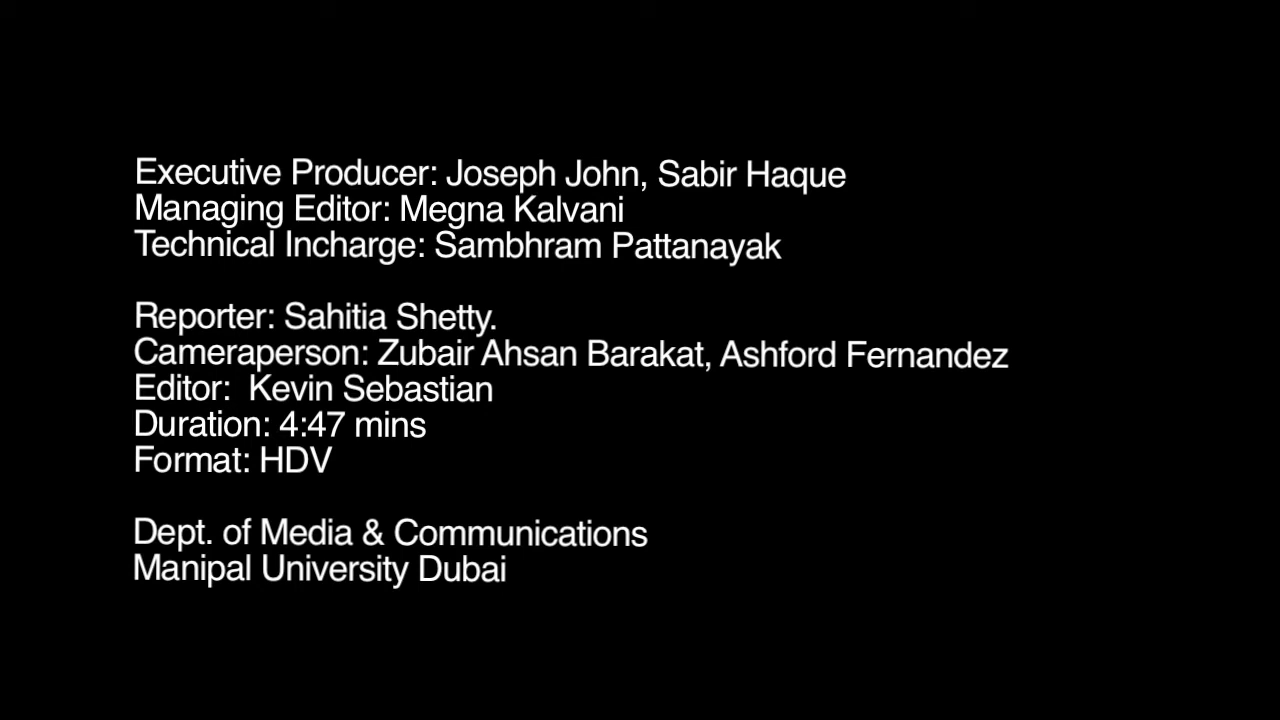 Executive Producer: Joseph John, Sabir Haque
Managing Editor: Megna Kalvani
Technical Incharge: Sambhram Pattanayak
Reporter: Sahitia Shetty.
Cameraperson: Zubair Ahsan Barakat, Ashford Fernandez
Editor:  Kevin Sebastian
Duration: 4:47 mins
Format: HDV
Dept. of Media & Communications
Manipal University Dubai